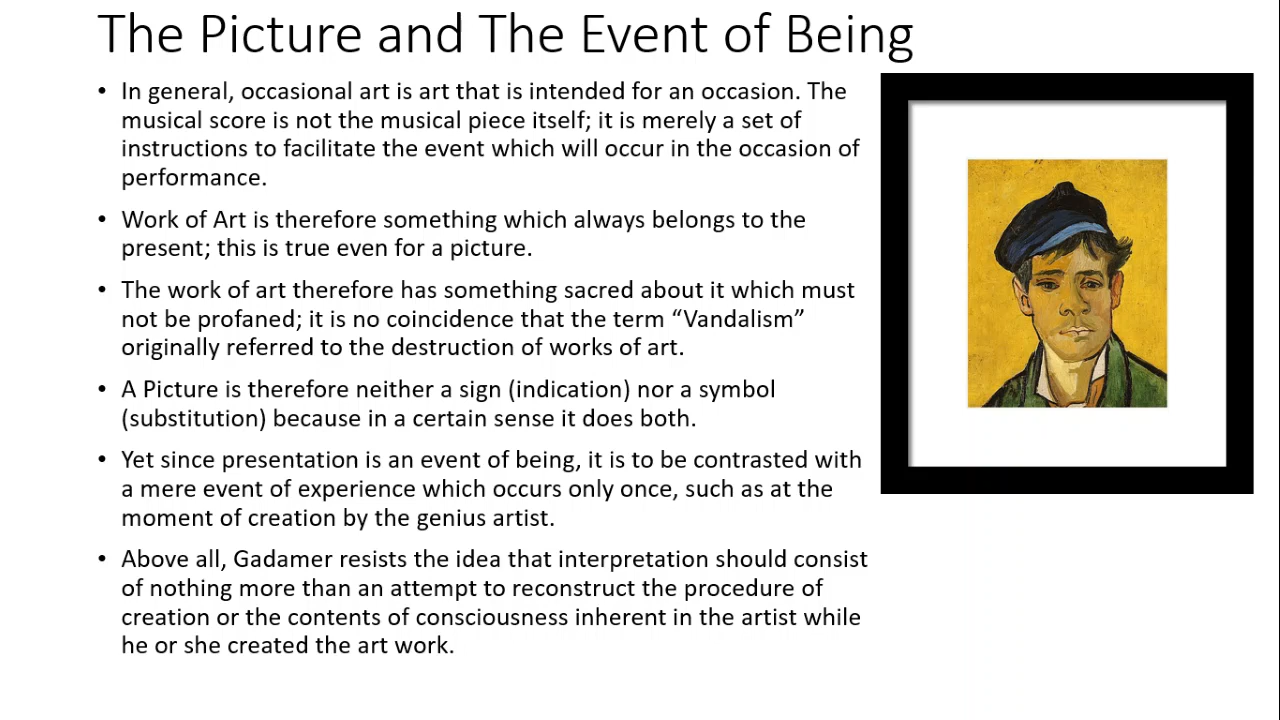 The Picture and The Event of Being
• In general, occasional art is art that is intended for an occasion. The
musical score is not the musical piece itself; it is merely a set of
instructions to facilitate the event which will occur in the occasion of
performance.
• Work of Art is therefore something which always belongs to the
present; this is true even for a picture.
• The work of art therefore has something sacred about it which must
not be profaned; it is no coincidence that the term “Vandalism”
originally referred to the destruction of works of art.
• A Picture is therefore neither a sign (indication) nor a symbol
(substitution) because in a certain sense it does both.
• Yet since presentation is an event of being, it is to be contrasted with
a mere event of experience which occurs only once, such as at the
moment of creation by the genius artist.
• Above all, Gadamer resists the idea that interpretation should consist
of nothing more than an attempt to reconstruct the procedure of
creation or the contents of consciousness inherent in the artist while
he or she created the art work.